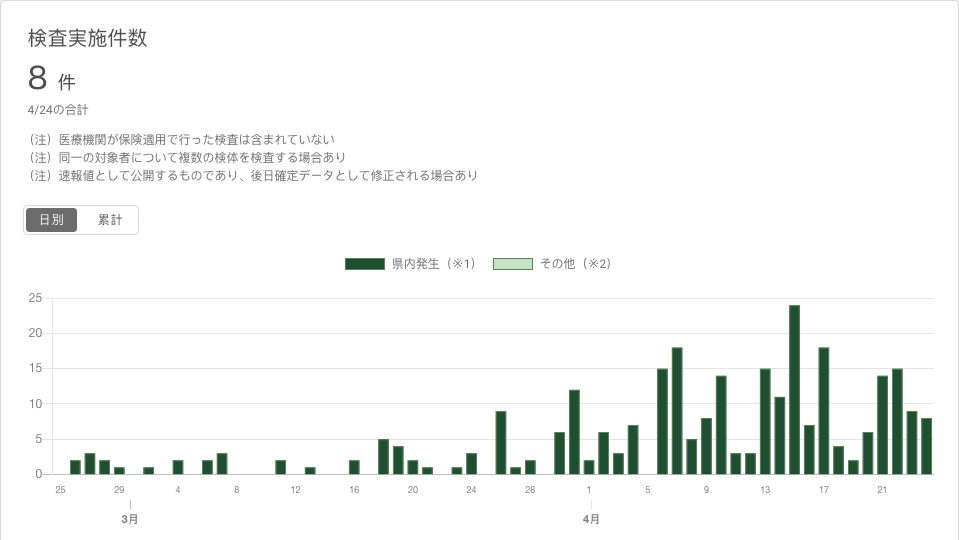 検査実施件数
8 件
4/24の合計
（注）医療機関が保険適用で行った検査は含まれていない
（注）同一の対象者について複数の検体を検査する場合あり
（注）速報値として公開するものであり、後日確定データとして修正される場合あり
日別 累計
県内発生（※1） その他（※2）
25
20
15
10
5
0
25 29 4 8 12 16 20 24 28 1 5 9 13 17 21
3月 4月